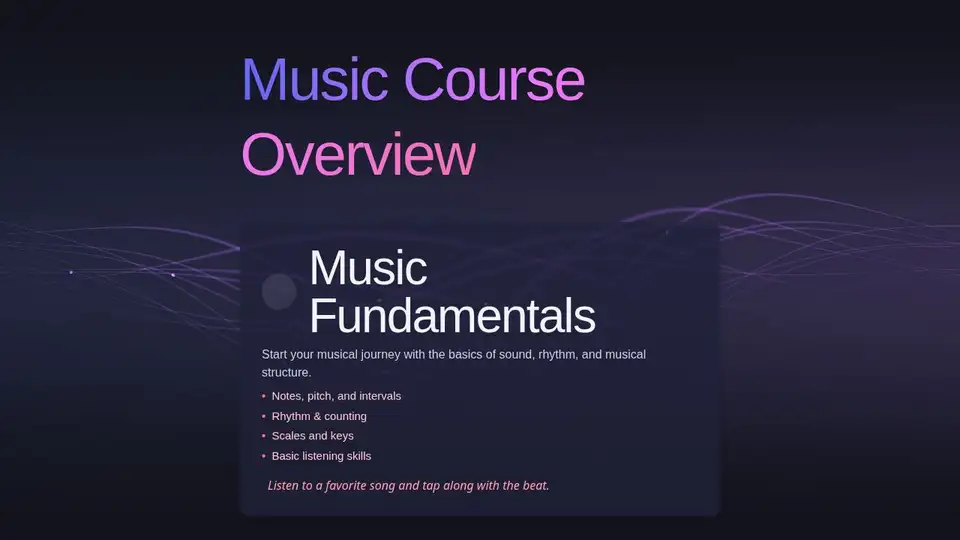 Music Course
Overview
Music
Fundamentals
Start your musical journey with the basics of sound, rhythm, and musical
structure.
• Notes, pitch, and intervals
• Rhythm & counting
• Scales and keys
• Basic listening skills
Listen to a favorite song and tap along with the beat.